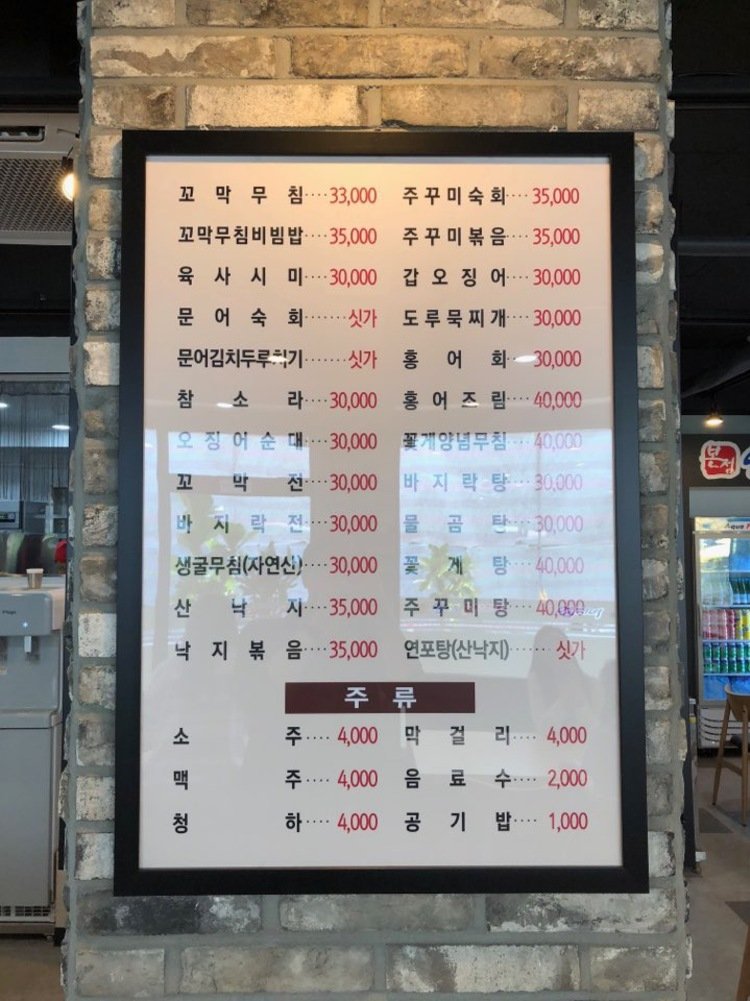 꼬막무침····33,000
꼬막무침비빔밥····35,000
육사시미····30,000
문어숙회·······싯가
문어김치두루치기·······싯가
참소라····30,000
오징어순대····30,000
꼬막전····30,000
바지락전····30,000
생굴무침(자연산)····30,000
산낙지····35,000
낙지볶음····35,000
주꾸미숙회····35,000
주꾸미볶음····35,000
갑오징어····30,000
도루묵찌개····30,000
홍어회····30,000
홍어조림····40,000
꽃게양념무침····40,000
바지락탕····30,000
물곰탕····30,000
꽃게탕····40,000
주꾸미탕····40,000
연포탕(산낙지)·······싯가
주류
소주····4,000
맥주····4,000
청하····4,000
막걸리····4,000
음료수····2,000
공기밥····1,000
본점